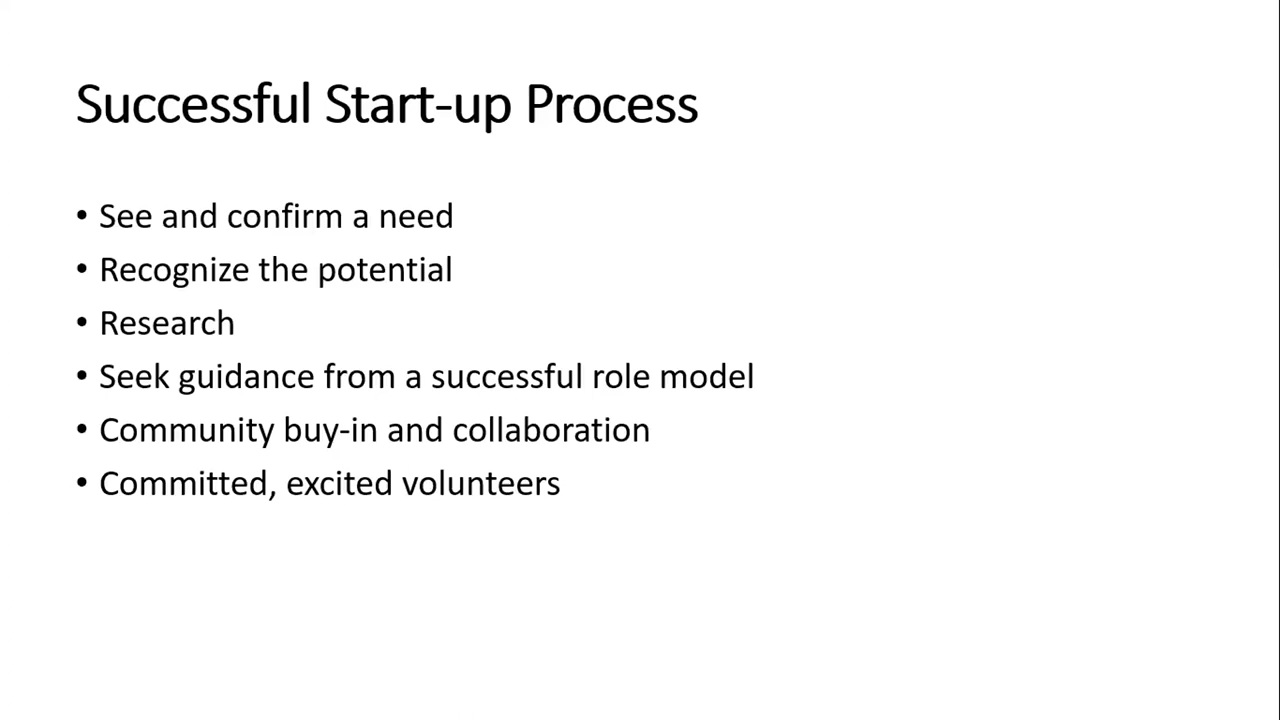 Successful Start-up Process
• See and confirm a need
• Recognize the potential
• Research
• Seek guidance from a successful role model
• Community buy-in and collaboration
• Committed, excited volunteers